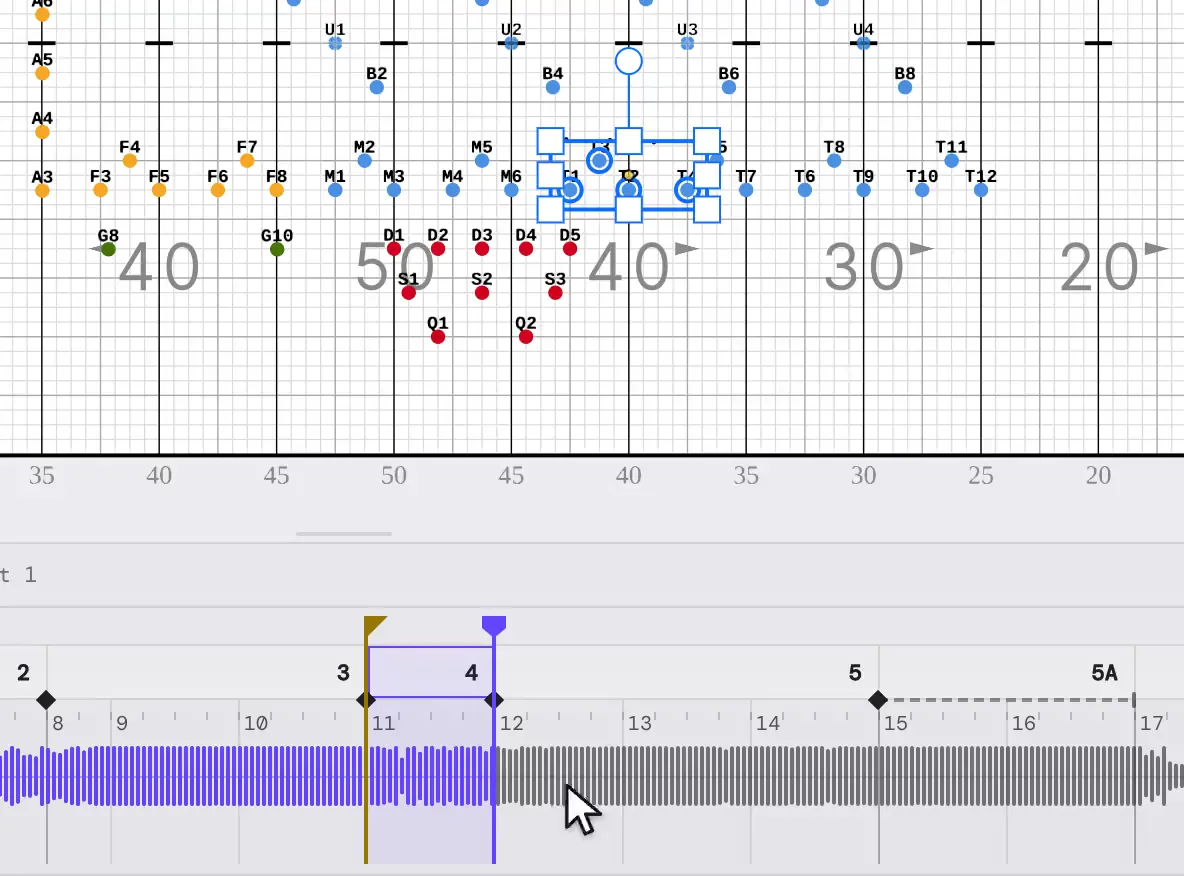 A6
U1 U2 U3 U4
A5
B2 B4 B6 B8
A4
F4 F7 M2 M5 T8 T11
A3 F3 F5 F6 F8 M1 M3 M4 M6 T2 T7 T6 T9 T10 T12
G8 G10 D1 D2 D3 D4 D5
40 50 40 30 20
S1 S2 S3
Q1 Q2
35 40 45 50 45 40 35 30 25 20
t 1
2 3 4 5 5A
8 9 10 11 12 13 14 15 16 17